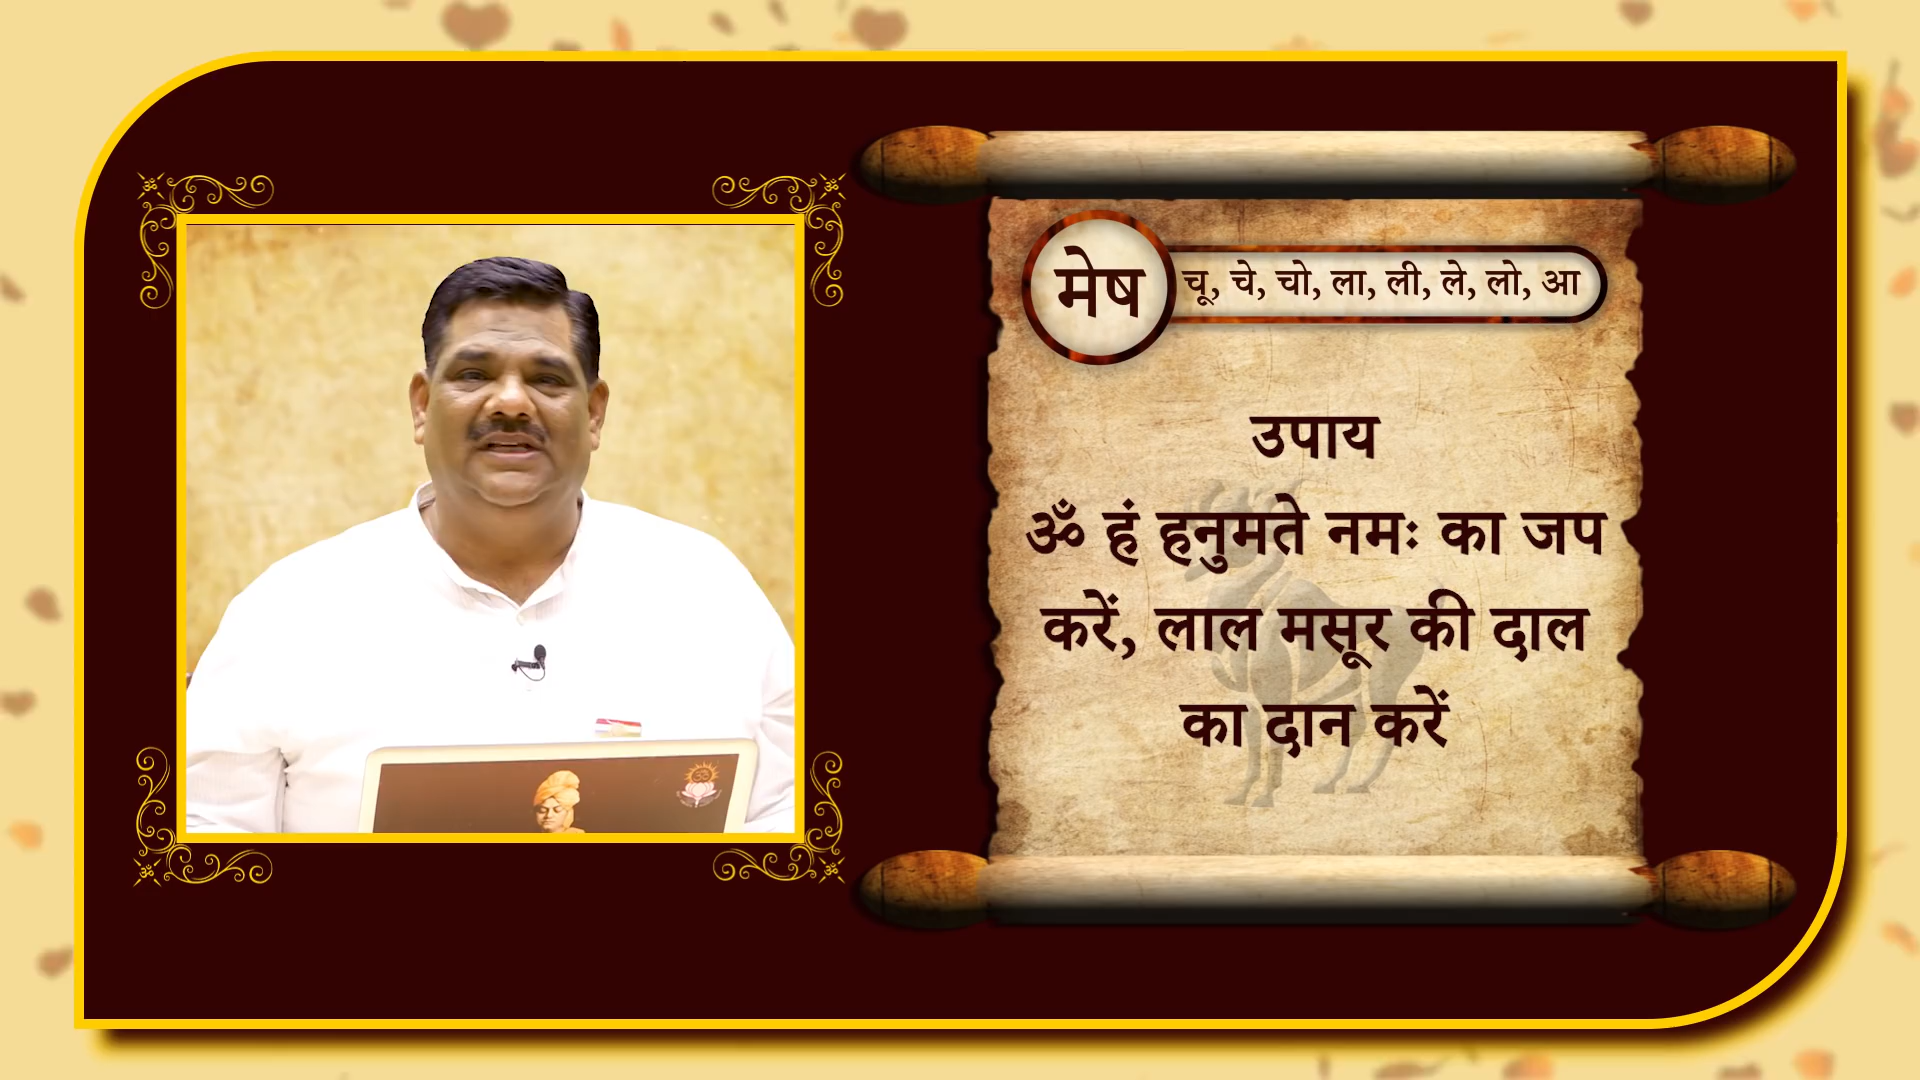 मेष
चू, चे, चो, ला, ली, ले, लो, आ
उपाय
ॐ हं हनुमते नमः का जप
करें, लाल मसूर की दाल
का दान करें